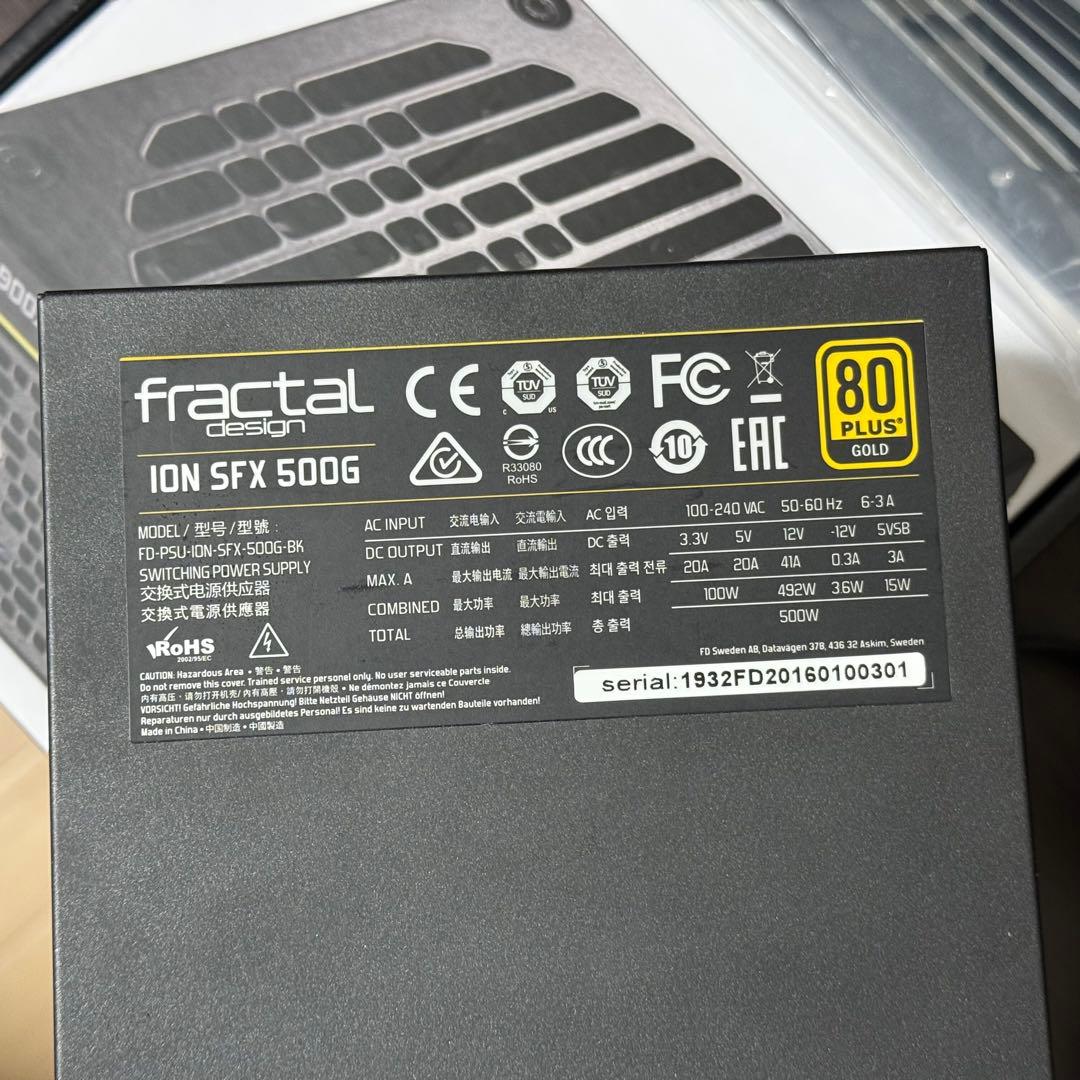 900
fractal
design
ION SFX 500G
CE
TÜV
SÜD
C US
TÜV
SÜD
FC
R33080
RoHS
CCC
10
EAC
80
PLUS®
GOLD
MODEL / 型号 / 型號 :
FD-PSU-ION-SFX-500G-BK
SWITCHING POWER SUPPLY
交换式电源供应器
交換式電源供應器
RoHS
2002/95/EC
AC INPUT 交流电输入 交流電輸入 AC 입력 100-240 VAC 50-60 Hz 6-3 A
DC OUTPUT 直流输出 直流輸出 DC 출력 3.3V 5V 12V -12V 5VSB
MAX. A 最大输出电流 最大輸出電流 최대 출력 전류 20A 20A 41A 0.3A 3A
COMBINED 最大功率 最大功率 최대 출력 100W 492W 3.6W 15W
TOTAL 总输出功率 總輸出功率 총 출력 500W
FD Sweden AB, Datavägen 37B, 436 32 Askim, Sweden
serial:1932FD20160100301
CAUTION: Hazardous Area • 警告 • 警告
Do not remove this cover. Trained service personel only. No user serviceable parts inside.
内有高压，请勿打开机壳 / 內有高壓，請勿打開機殼 • Ne démontez jamais ce Couvercle
VORSICHT! Gefährliche Hochspannung! Bitte Netzteil Gehäuse NICHT öffnen!
Reparaturen nur durch ausgebildetes Personal! Es sind keine zu wartenden Bauteile vorhanden!
Made in China • 中国制造 • 中國製造